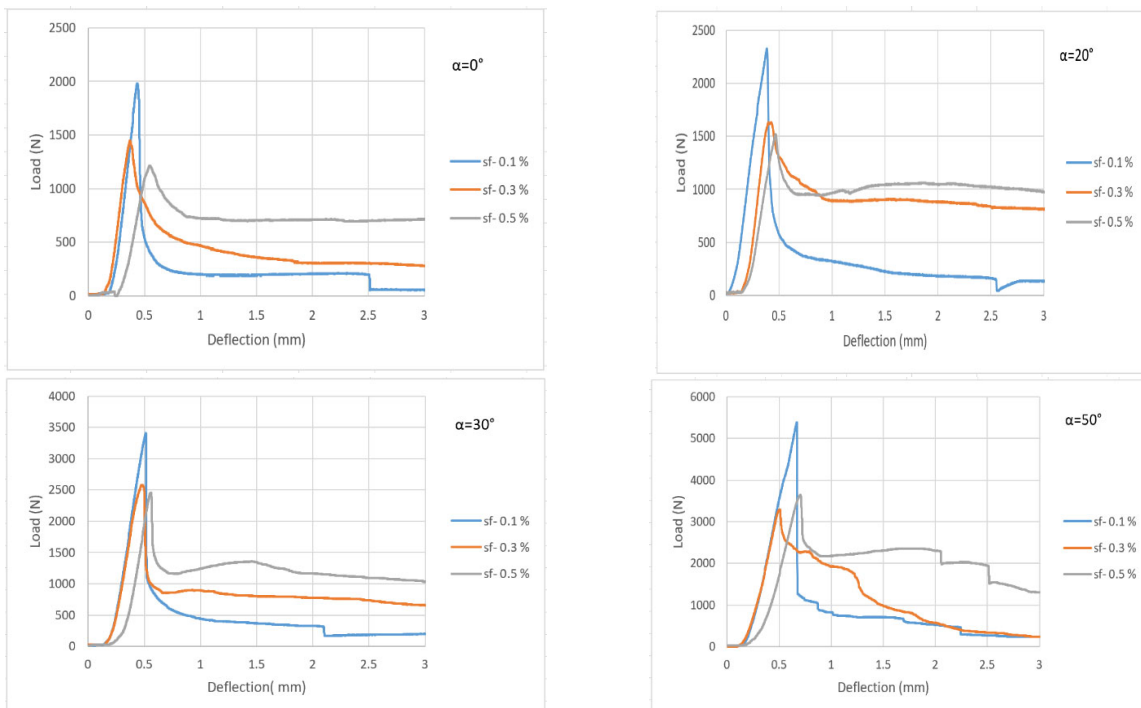 α=0°
Load (N)
2500
2000
1500
1000
500
0
0 0.5 1 1.5 2 2.5 3
Deflection (mm)
sf- 0.1 %
sf- 0.3 %
sf- 0.5 %
α=20°
Load (N)
2500
2000
1500
1000
500
0
0 0.5 1 1.5 2 2.5 3
Deflection (mm)
sf- 0.1 %
sf- 0.3 %
sf- 0.5 %
α=30°
Load (N)
4000
3500
3000
2500
2000
1500
1000
500
0
0 0.5 1 1.5 2 2.5 3
Deflection( mm)
sf- 0.1 %
sf- 0.3 %
sf- 0.5 %
α=50°
Load (N)
6000
5000
4000
3000
2000
1000
0
0 0.5 1 1.5 2 2.5 3
Deflection (mm)
sf- 0.1 %
sf- 0.3 %
sf- 0.5 %